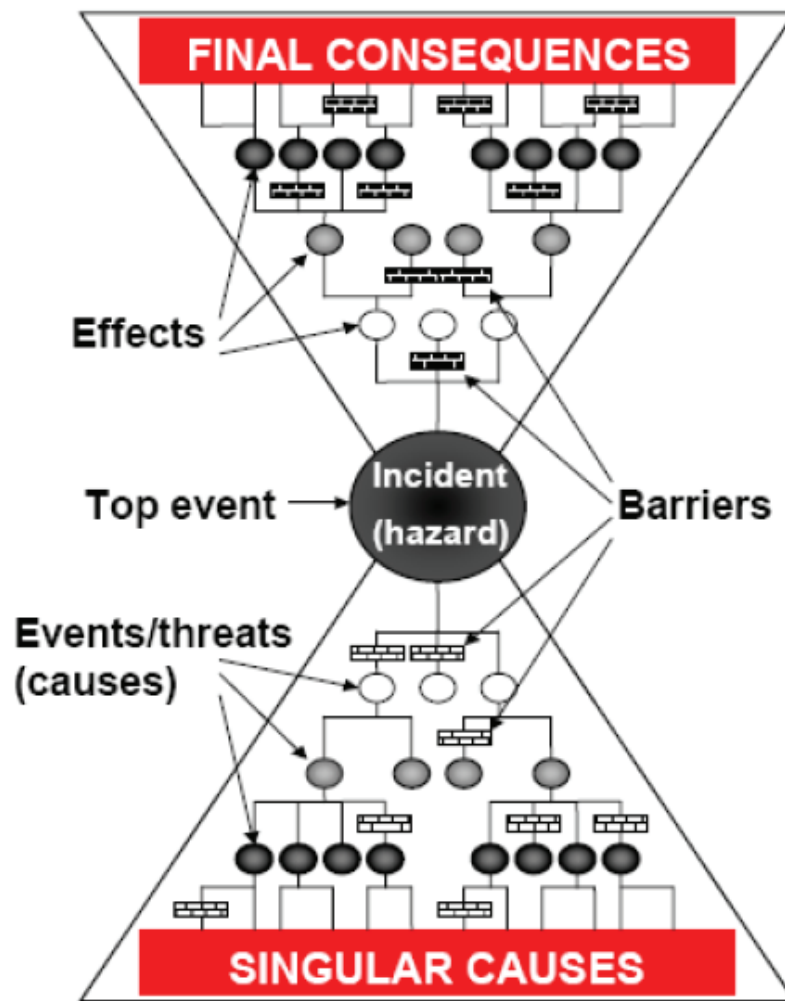 FINAL CONSEQUENCES
Effects
Incident
(hazard)
Top event
Barriers
Events/threats
(causes)
SINGULAR CAUSES